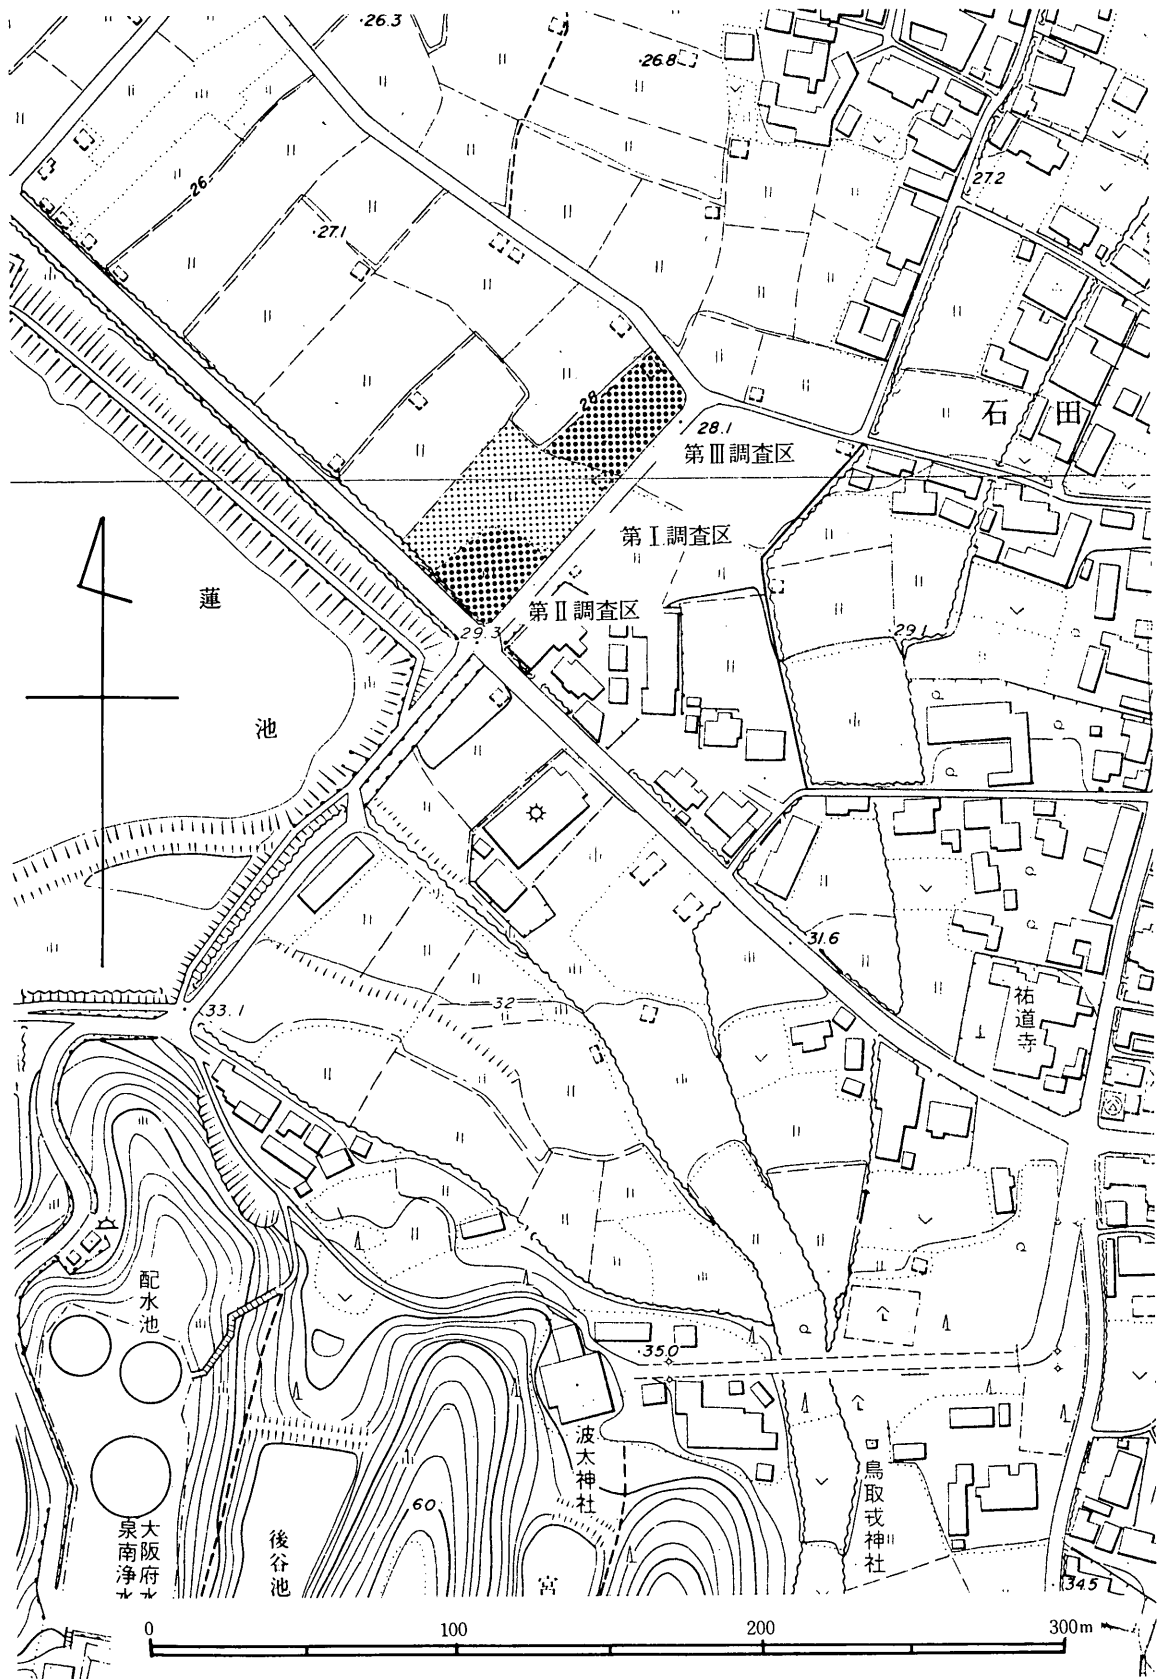 26.3
26.8
26
27.1
27.2
石田
28
28.1
第Ⅲ調査区
第Ⅰ調査区
第Ⅱ調査区
29.3
29.1
蓮池
31.6
32
33.1
祐道寺
配水池
35.0
波太神社
鳥取戎神社
60
後谷池
宮
大阪府水
泉南浄水
34.5
0 100 200 300m